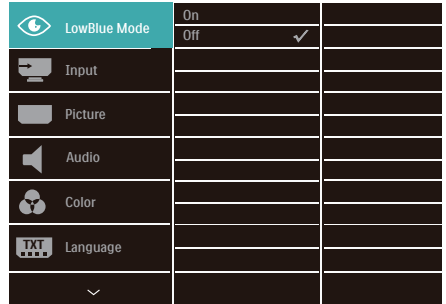 LowBlue Mode
On
Off
Input
Picture
Audio
Color
TXT
Language